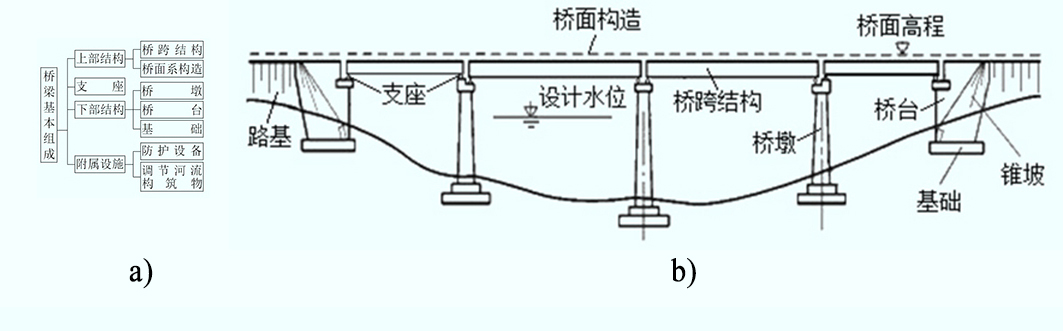 桥梁基本组成
上部结构
桥跨结构
桥面系构造
支座
下部结构
桥墩
桥台
基础
附属设施
防护设备
调节河流
构筑物
a)
桥面构造
桥面高程
支座
设计水位
桥跨结构
桥台
路基
桥墩
锥坡
基础
b)